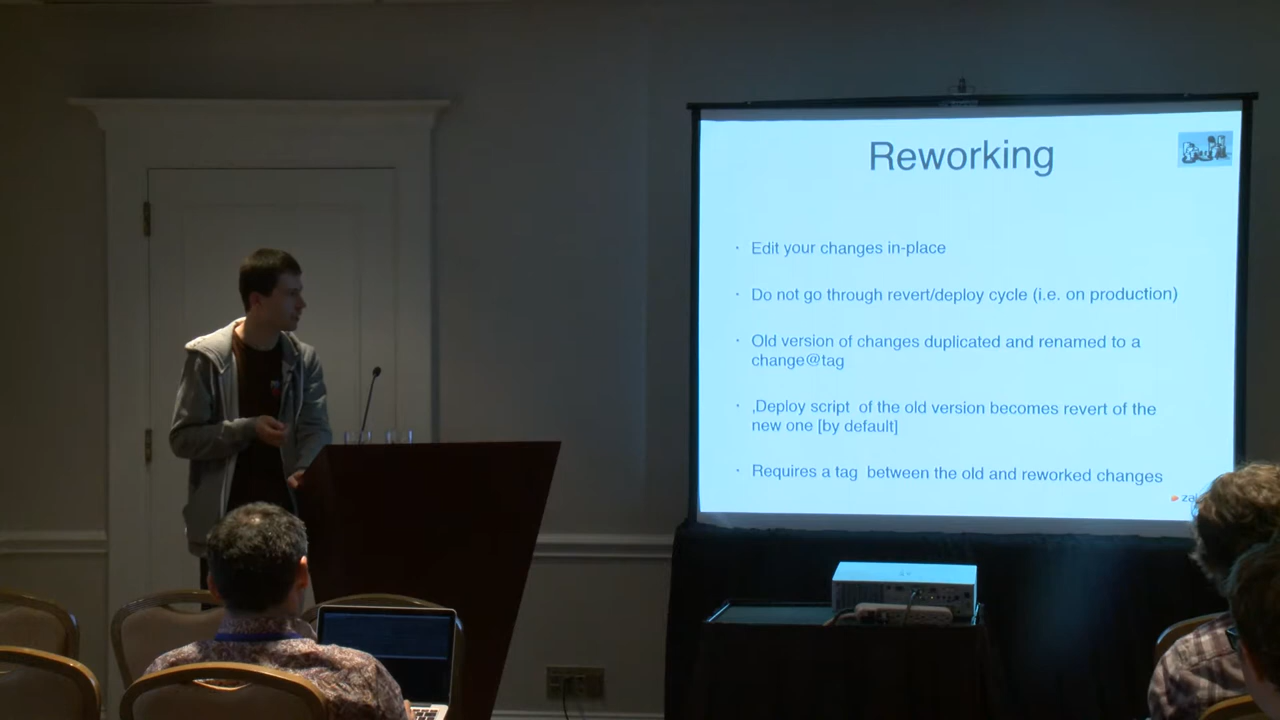 Reworking
· Edit your changes in-place
· Do not go through revert/deploy cycle (i.e. on production)
· Old version of changes duplicated and renamed to a
change@tag
· ‚Deploy script  of the old version becomes revert of the
new one [by default]
· Requires a tag  between the old and reworked changes